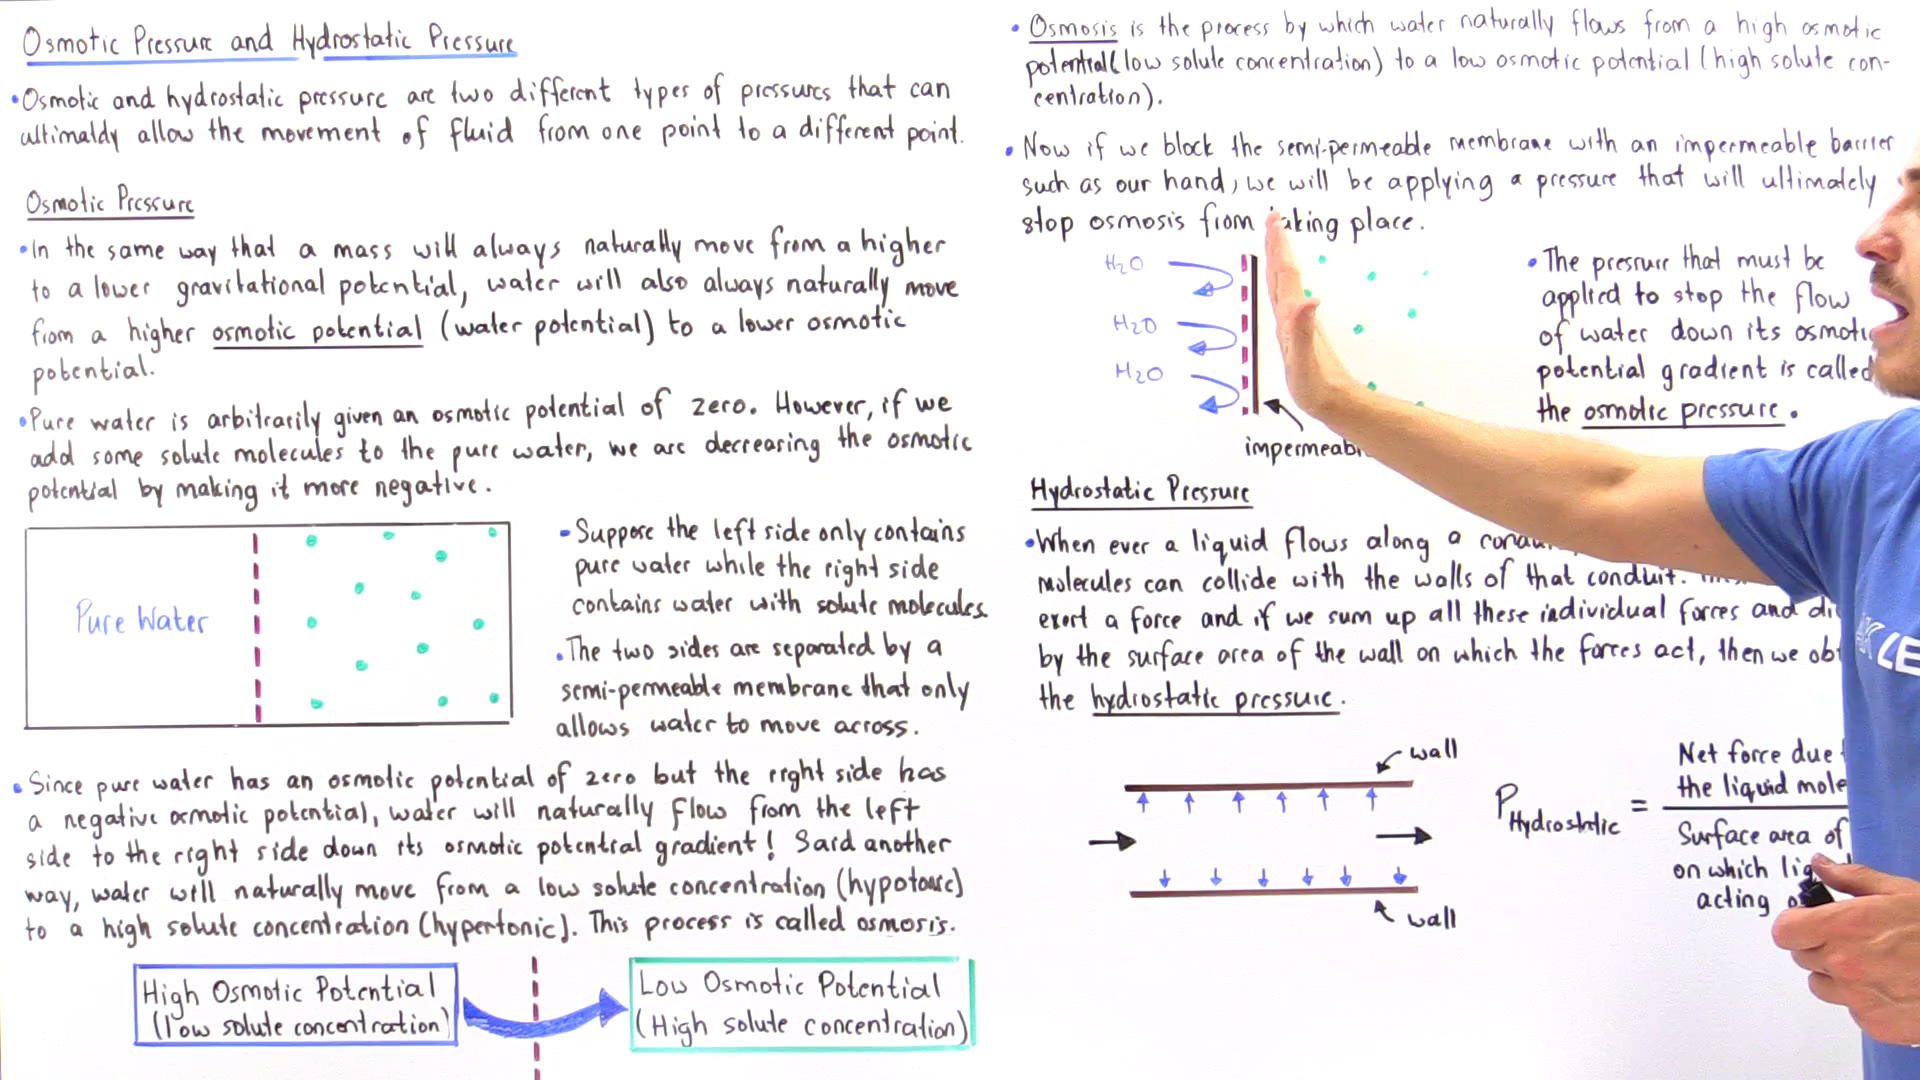 Osmotic Pressure and Hydrostatic Pressure
•Osmotic and hydrostatic pressure are two different types of pressures that can
ultimately allow the movement of fluid from one point to a different point.
Osmotic Pressure
•In the same way that a mass will always naturally move from a higher
to a lower gravitational potential, water will also always naturally move
from a higher osmotic potential (water potential) to a lower osmotic
potential.
•Pure water is arbitrarily given an osmotic potential of zero. However, if we
add some solute molecules to the pure water, we are decreasing the osmotic
potential by making it more negative.
Pure Water
•Suppose the left side only contains
pure water while the right side
contains water with solute molecules.
•The two sides are separated by a
semi-permeable membrane that only
allows water to move across.
•Since pure water has an osmotic potential of zero but the right side has
a negative osmotic potential, water will naturally flow from the left
side to the right side down its osmotic potential gradient! Said another
way, water will naturally move from a low solute concentration (hypotonic)
to a high solute concentration (hypertonic). This process is called osmosis.
High Osmotic Potential
(low solute concentration)
Low Osmotic Potential
(High solute concentration)
•Osmosis is the process by which water naturally flows from a high osmotic
potential (low solute concentration) to a low osmotic potential (high solute con-
centration).
•Now if we block the semi-permeable membrane with an impermeable barrier
such as our hand, we will be applying a pressure that will ultimately
stop osmosis from taking place.
H2O
H2O
H2O
•The pressure that must be
applied to stop the flow
of water down its
potential gradient is called
the osmotic pressure.
Hydrostatic Pressure
•When ever a liquid flows along a
molecules can collide with the walls of that conduit.
exert a force and if we sum up all these individual forces and
by the surface area of the wall on which the forces act, then we
the hydrostatic pressure.
wall
wall
PHydrostatic =
Net force due
the liquid
Surface area of
on which
acting